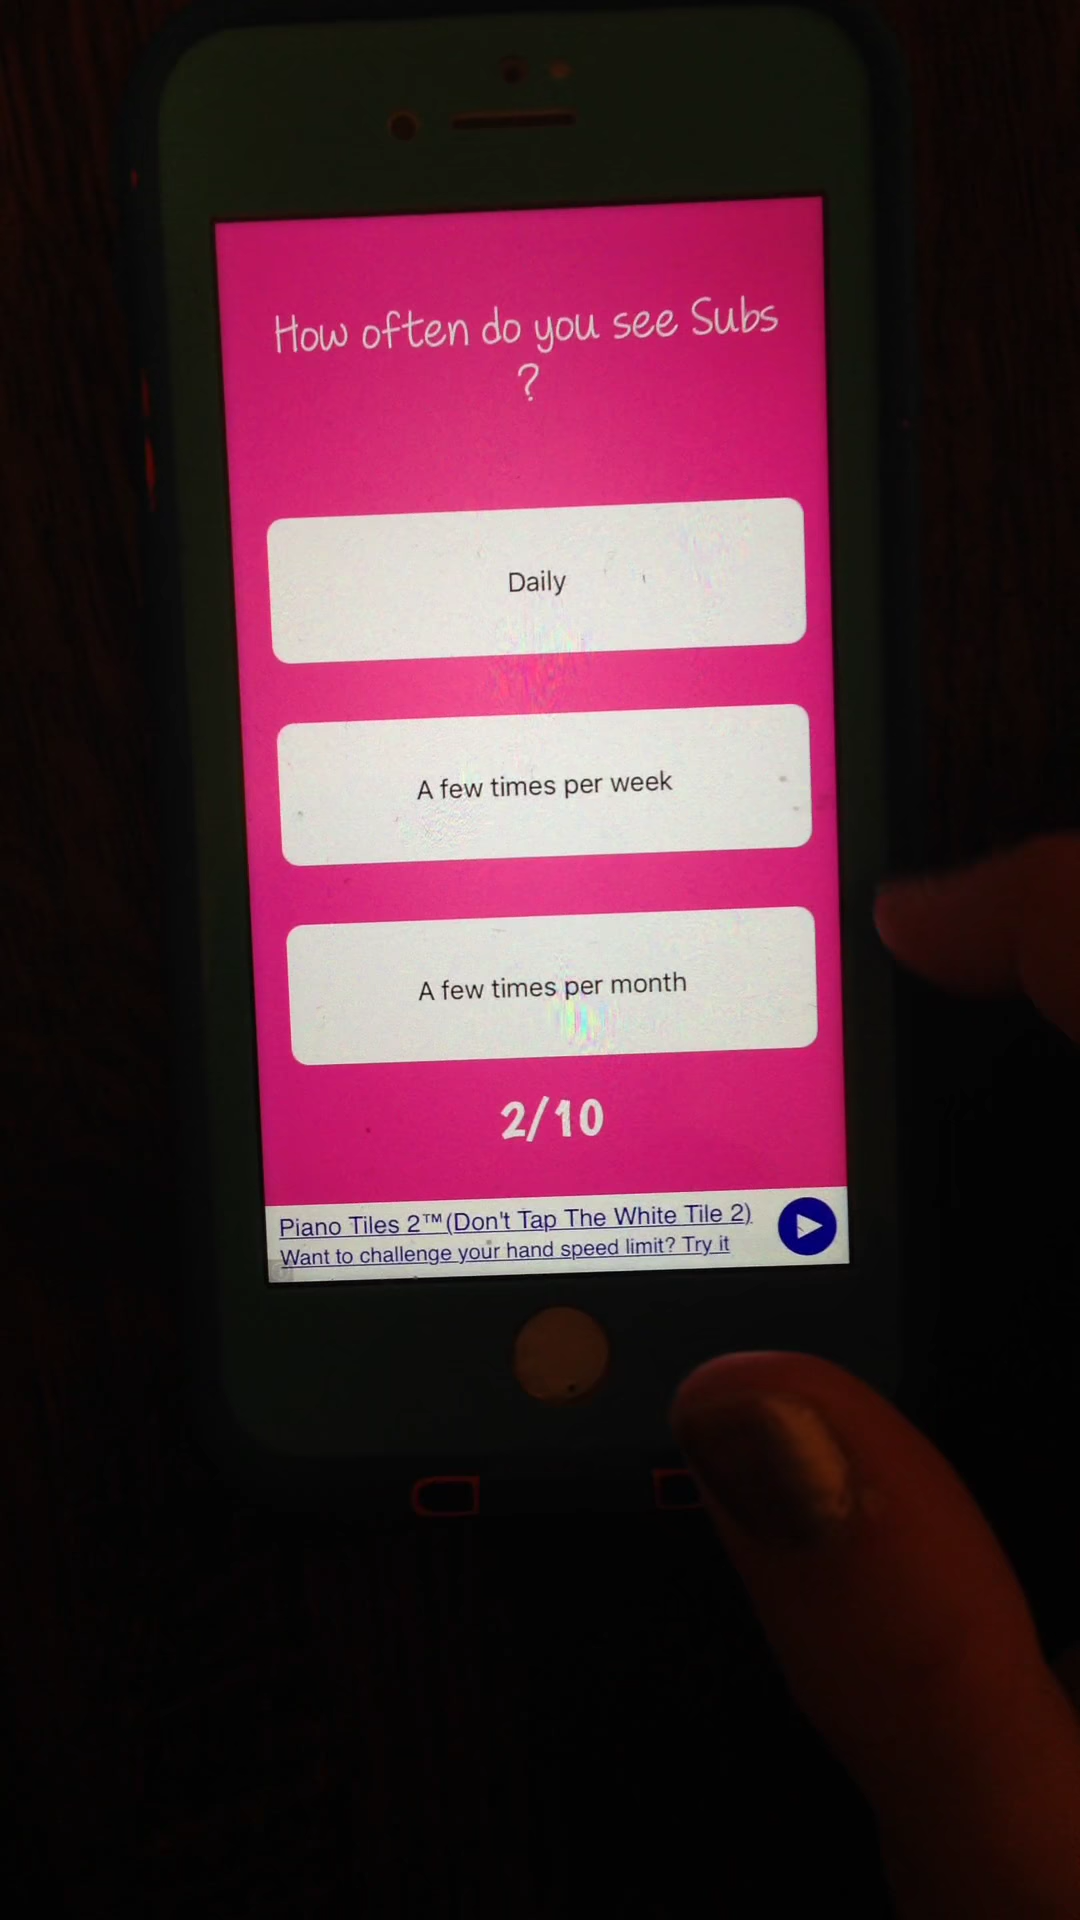 How often do you see Subs
?
Daily
A few times per week
A few times per month
2/10
Piano Tiles 2™(Don't Tap The White Tile 2)
Want to challenge your hand speed limit? Try it